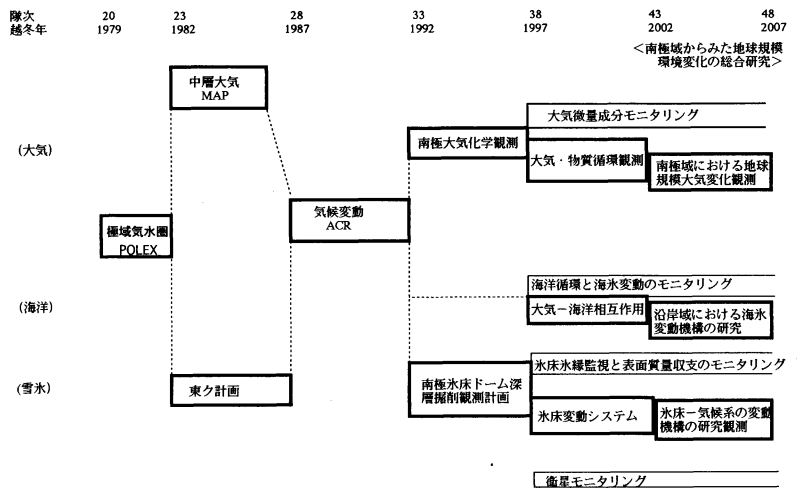 隊次 20 23 28 33 38 43 48
越冬年 1979 1982 1987 1992 1997 2002 2007
<南極域からみた地球規模
環境変化の総合研究>
中層大気
MAP
大気微量成分モニタリング
(大気)
南極大気化学観測
大気・物質循環観測
南極域における地球
規模大気変化観測
気候変動
ACR
極域気水圏
POLEX
海洋循環と海氷変動のモニタリング
(海洋)
大気－海洋相互作用
沿岸域における海氷
変動機構の研究
氷床氷縁監視と表面質量収支のモニタリング
(雪氷)
東ク計画
南極氷床ドーム深
層掘削観測計画
氷床変動システム
氷床－気候系の変動
機構の研究観測
衛星モニタリング